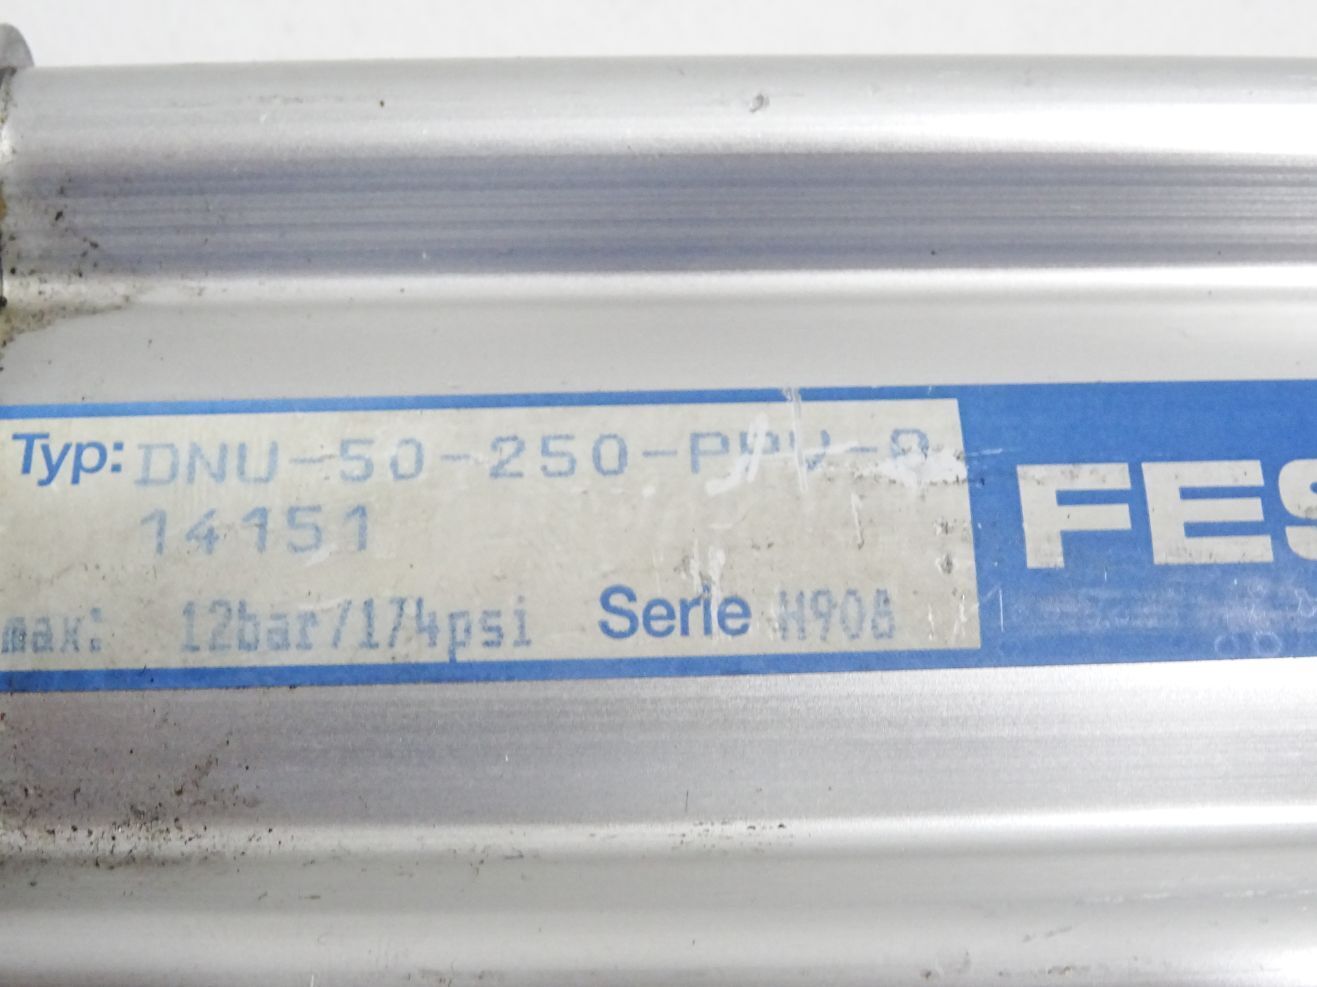 Typ: DNU-50-250-PPV-A
14151
FES
max: 12bar/174psi Serie H908